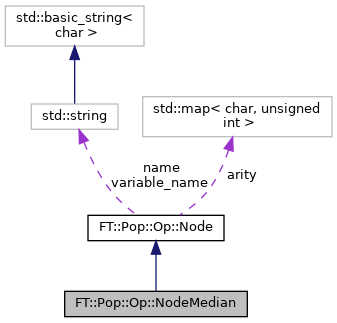 std::basic_string<
char >
std::string
std::map< char, unsigned
int >
name
variable_name
arity
FT::Pop::Op::Node
FT::Pop::Op::NodeMedian